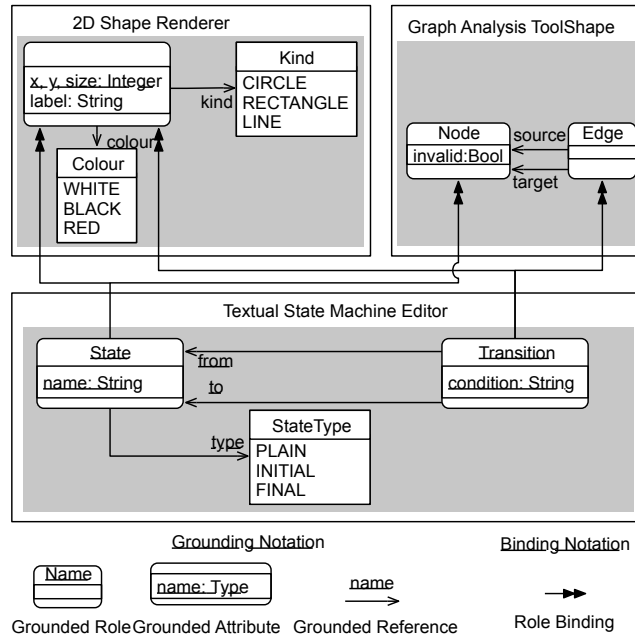 2D Shape Renderer
Graph Analysis ToolShape
x, y, size: Integer
label: String
kind
Kind
CIRCLE
RECTANGLE
LINE
colour
Colour
WHITE
BLACK
RED
Node
invalid:Bool
source
target
Edge
Textual State Machine Editor
State
name: String
from
to
Transition
condition: String
type
StateType
PLAIN
INITIAL
FINAL
Grounding Notation
Binding Notation
Name
name: Type
name
Grounded Role
Grounded Attribute
Grounded Reference
Role Binding